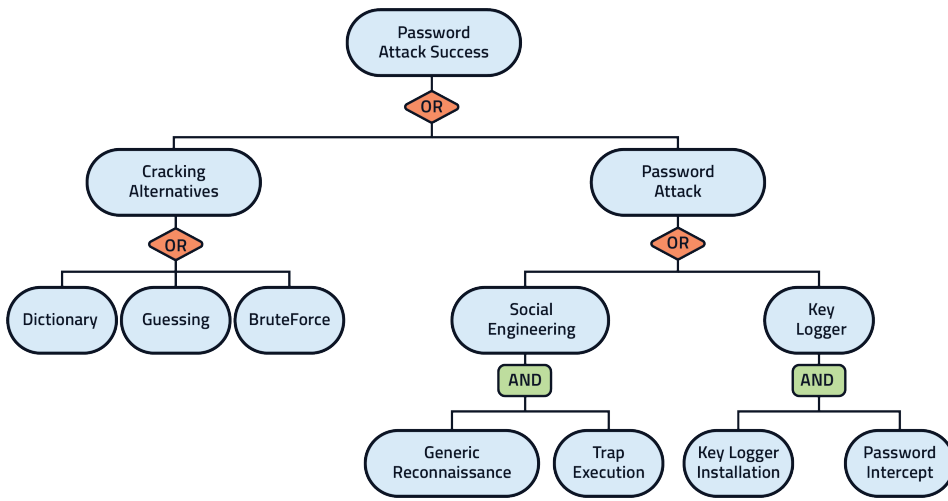 Password
Attack Success
OR
Cracking
Alternatives
Password
Attack
OR
OR
Dictionary
Guessing
BruteForce
Social
Engineering
Key
Logger
AND
AND
Generic
Reconnaissance
Trap
Execution
Key Logger
Installation
Password
Intercept